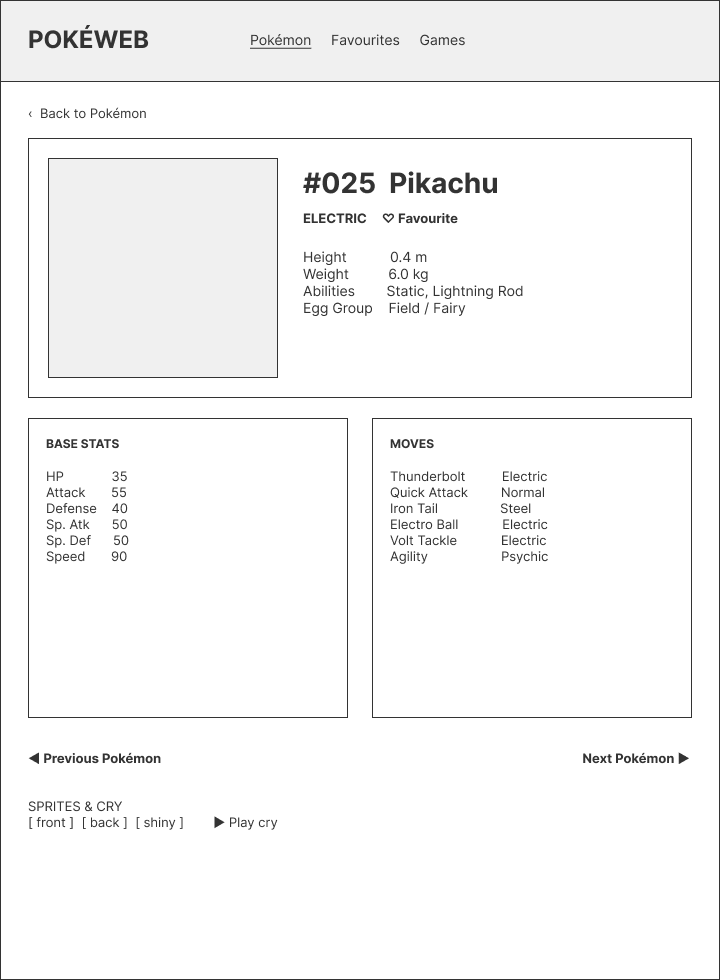 POKÉWEB
Pokémon Favourites Games
‹ Back to Pokémon
#025 Pikachu
ELECTRIC ♡ Favourite
Height 0.4 m
Weight 6.0 kg
Abilities Static, Lightning Rod
Egg Group Field / Fairy
BASE STATS
HP 35
Attack 55
Defense 40
Sp. Atk 50
Sp. Def 50
Speed 90
MOVES
Thunderbolt Electric
Quick Attack Normal
Iron Tail Steel
Electro Ball Electric
Volt Tackle Electric
Agility Psychic
◀ Previous Pokémon
Next Pokémon ▶
SPRITES & CRY
[ front ] [ back ] [ shiny ] ▶ Play cry